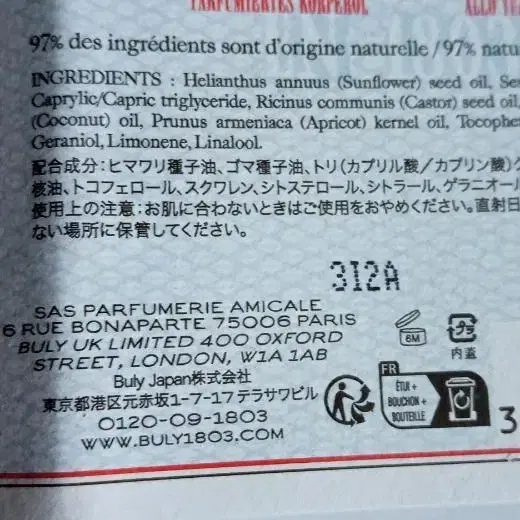 PARFUMIERTES KÖRPERÖL
97% des ingrédients sont d'origine naturelle / 97% natu
INGREDIENTS : Helianthus annuus (Sunflower) seed oil, Ses
Caprylic/Capric triglyceride, Ricinus communis (Castor) seed oil,
(Coconut) oil, Prunus armeniaca (Apricot) kernel oil, Tocophe
Geraniol, Limonene, Linalool.
配合成分:ヒマワリ種子油、ゴマ種子油、トリ(カプリル酸/カプリン酸)グ
核油、トコフェロール、スクワレン、シトステロール、シトラール、ゲラニオール
使用上の注意:お肌に合わないときはご使用をおやめください。直射日
ない場所に保管してください。
312A
SAS PARFUMERIE AMICALE
6 RUE BONAPARTE 75006 PARIS
BULY UK LIMITED 400 OXFORD
STREET, LONDON, W1A 1AB
Buly Japan株式会社
東京都港区元赤坂1-7-17テラサワビル
0120-09-1803
WWW.BULY1803.COM
6M
プラ
内蓋
FR
ÉTUI +
BOUCHON +
BOUTEILLE
3